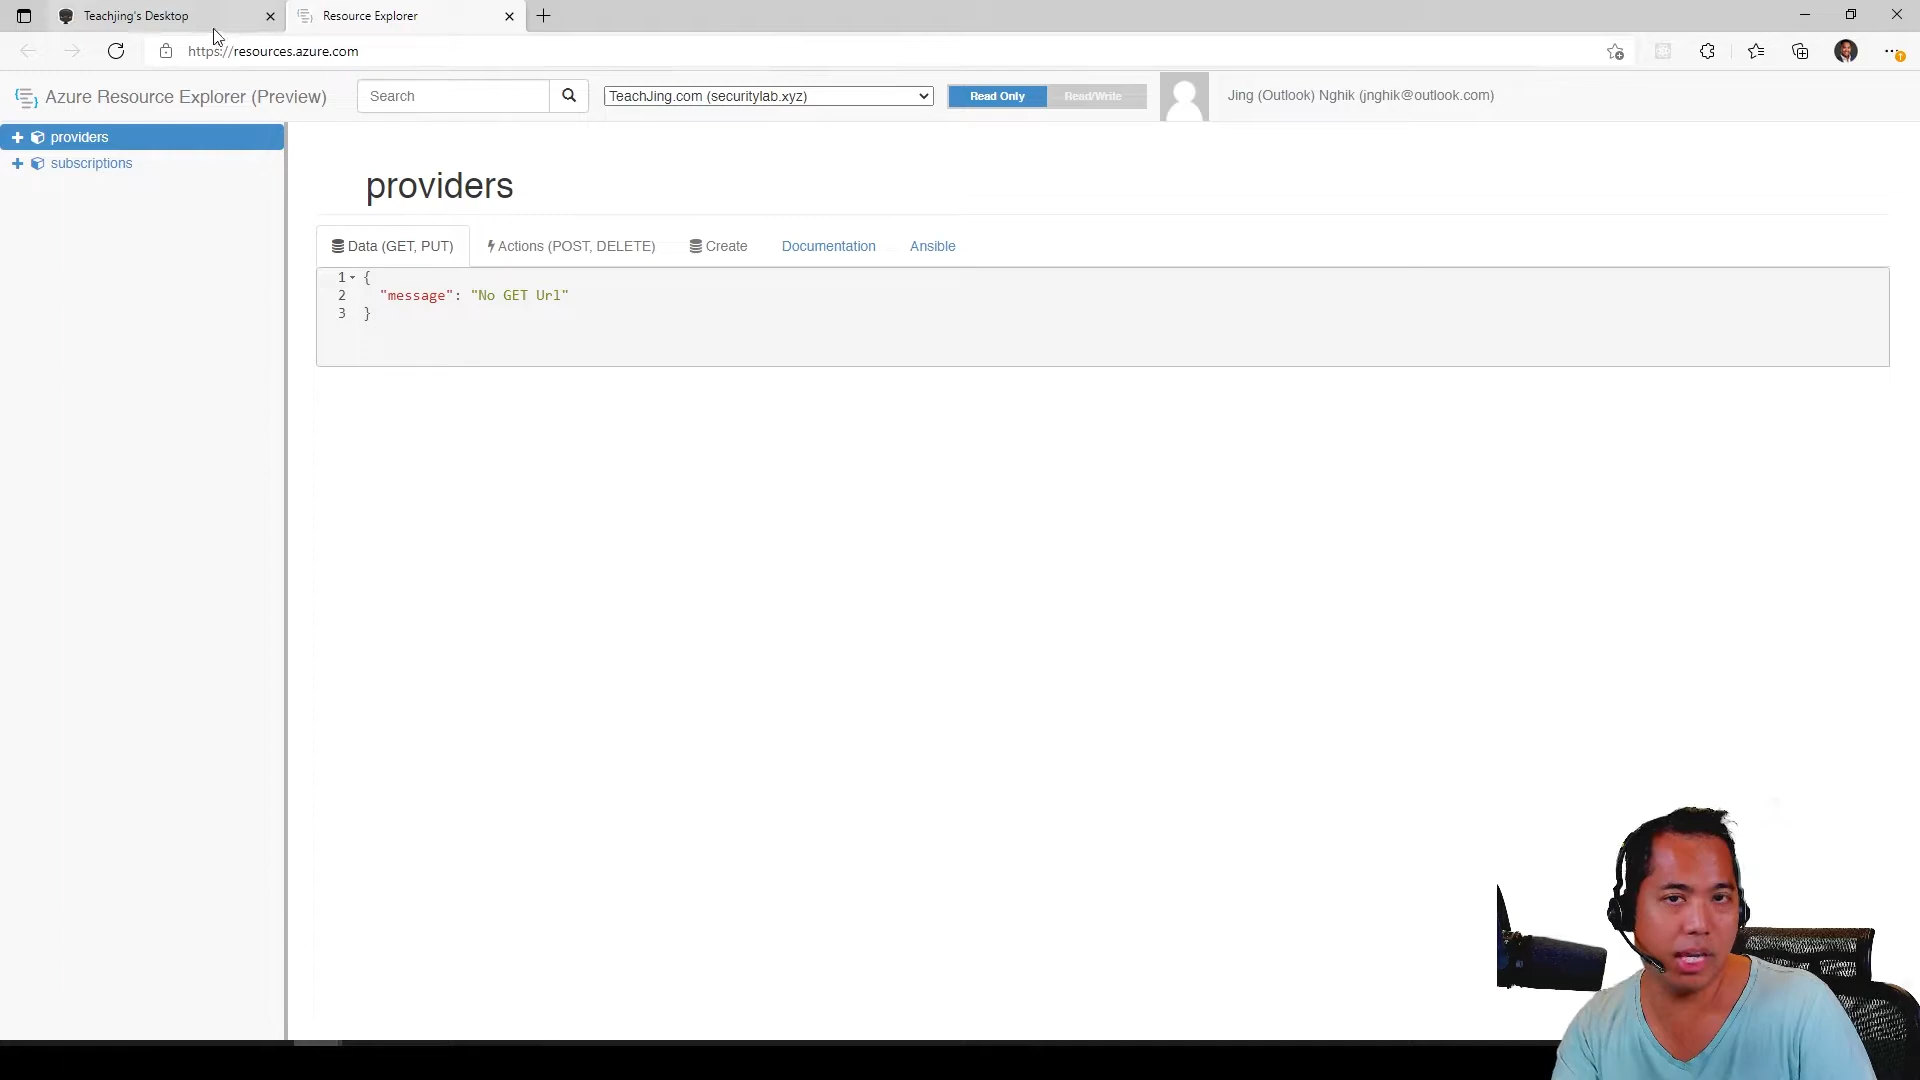 Teachjing's Desktop
Resource Explorer
https://resources.azure.com
Azure Resource Explorer (Preview)
Search
TeachJing.com (securitylab.xyz)
Read Only
Read/Write
Jing (Outlook) Nghik (jnghik@outlook.com)
providers
subscriptions
providers
Data (GET, PUT)
Actions (POST, DELETE)
Create
Documentation
Ansible
1 {
2 "message": "No GET Url"
3 }